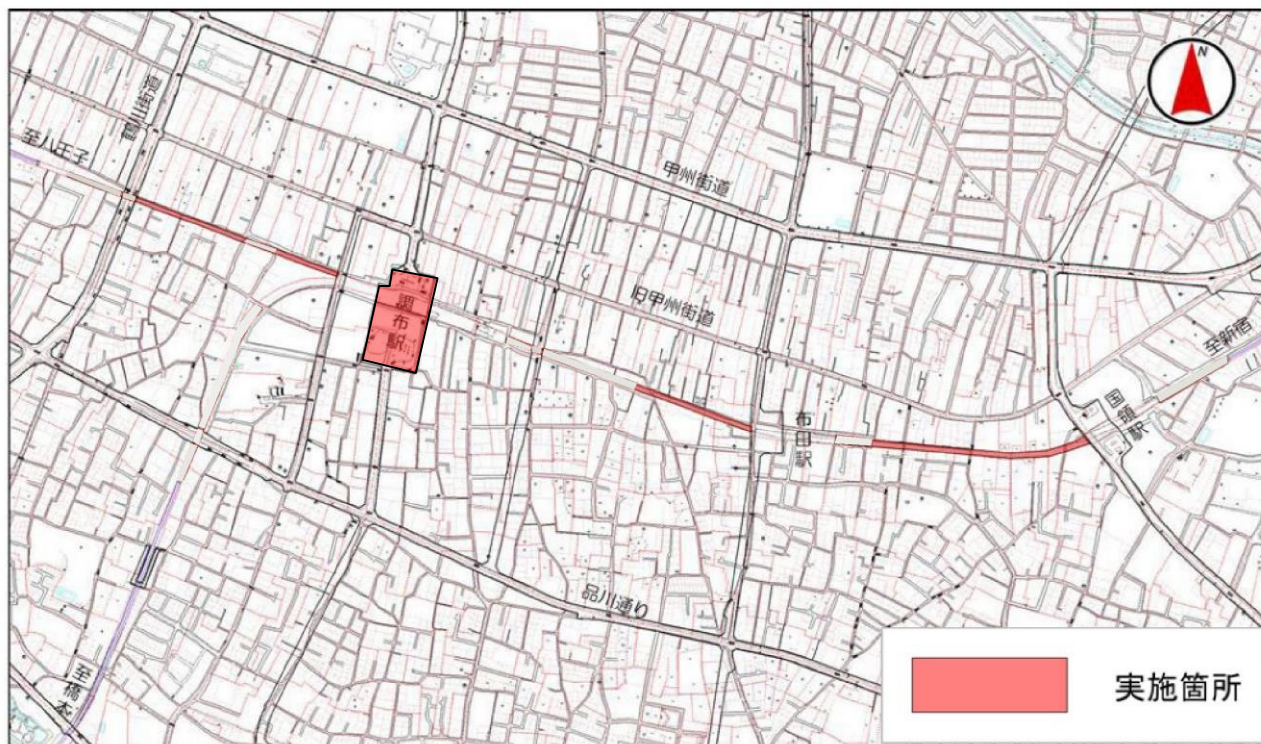 N
鶴川街道
至八王子
甲州街道
調布駅
旧甲州街道
至新宿
国領駅
布田駅
品川通り
至橋本
実施箇所